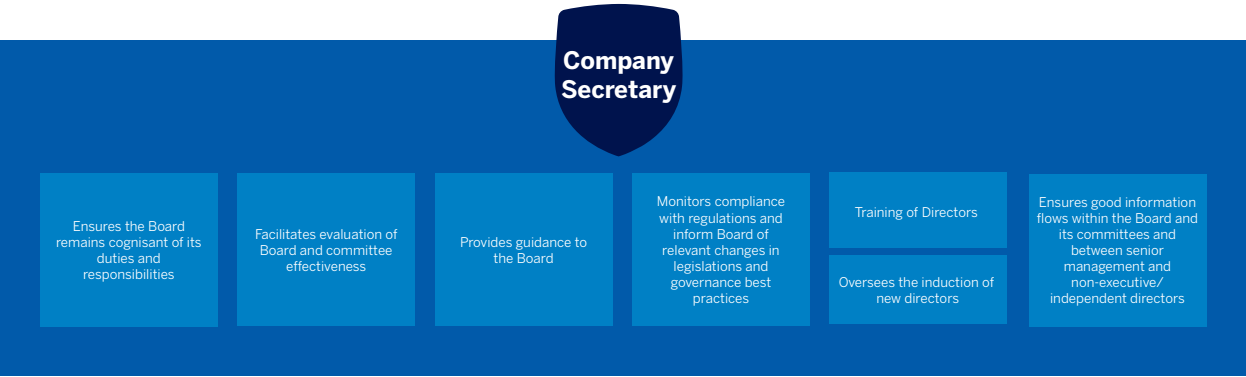 Company
Secretary
Ensures the Board
remains cognisant of its
duties and
responsibilities
Facilitates evaluation of
Board and committee
effectiveness
Provides guidance to
the Board
Monitors compliance
with regulations and
inform Board of
relevant changes in
legislations and
governance best
practices
Training of Directors
Oversees the induction of
new directors
Ensures good information
flows within the Board and
its committees and
between senior
management and
non-executive/
independent directors